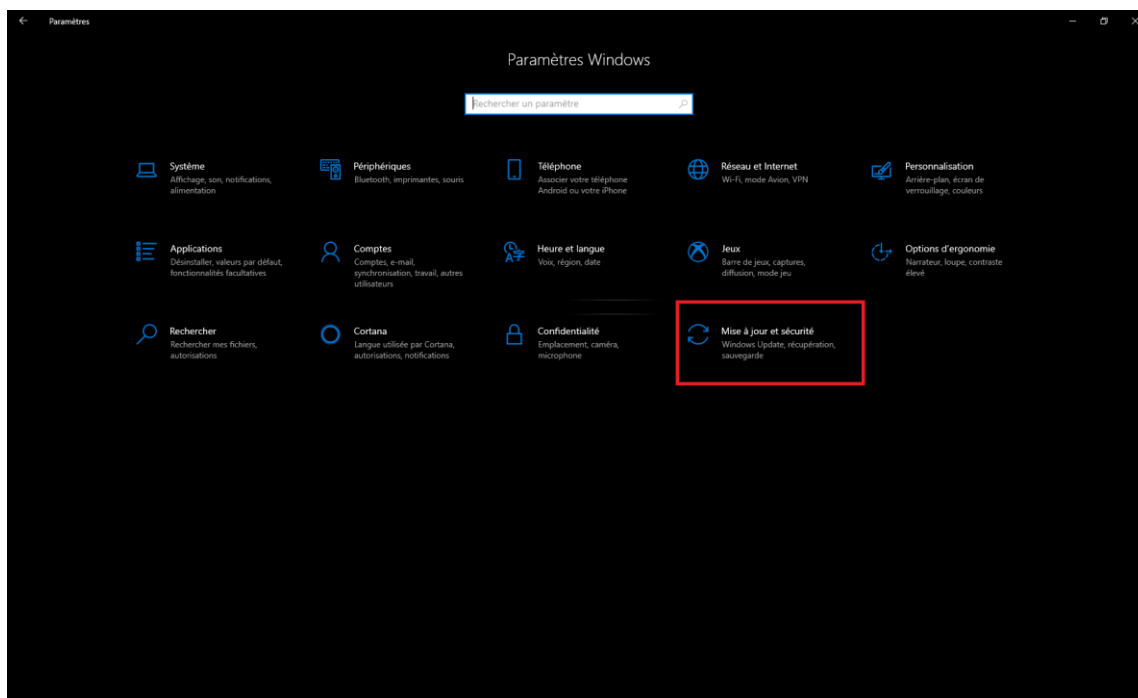 Paramètres
Paramètres Windows
Rechercher un paramètre
Système
Affichage, son, notifications,
alimentation
Périphériques
Bluetooth, imprimantes, souris
Téléphone
Associer votre téléphone
Android ou votre iPhone
Réseau et Internet
Wi-Fi, mode Avion, VPN
Personnalisation
Arrière-plan, écran de
verrouillage, couleurs
Applications
Désinstaller, valeurs par défaut,
fonctionnalités facultatives
Comptes
Comptes, e-mail,
synchronisation, travail, autres
utilisateurs
Heure et langue
Voix, région, date
Jeux
Barre de jeux, captures,
diffusion, mode jeu
Options d'ergonomie
Narrateur, loupe, contraste
élevé
Rechercher
Rechercher mes fichiers,
autorisations
Cortana
Langue utilisée par Cortana,
autorisations, notifications
Confidentialité
Emplacement, caméra,
microphone
Mise à jour et sécurité
Windows Update, récupération,
sauvegarde